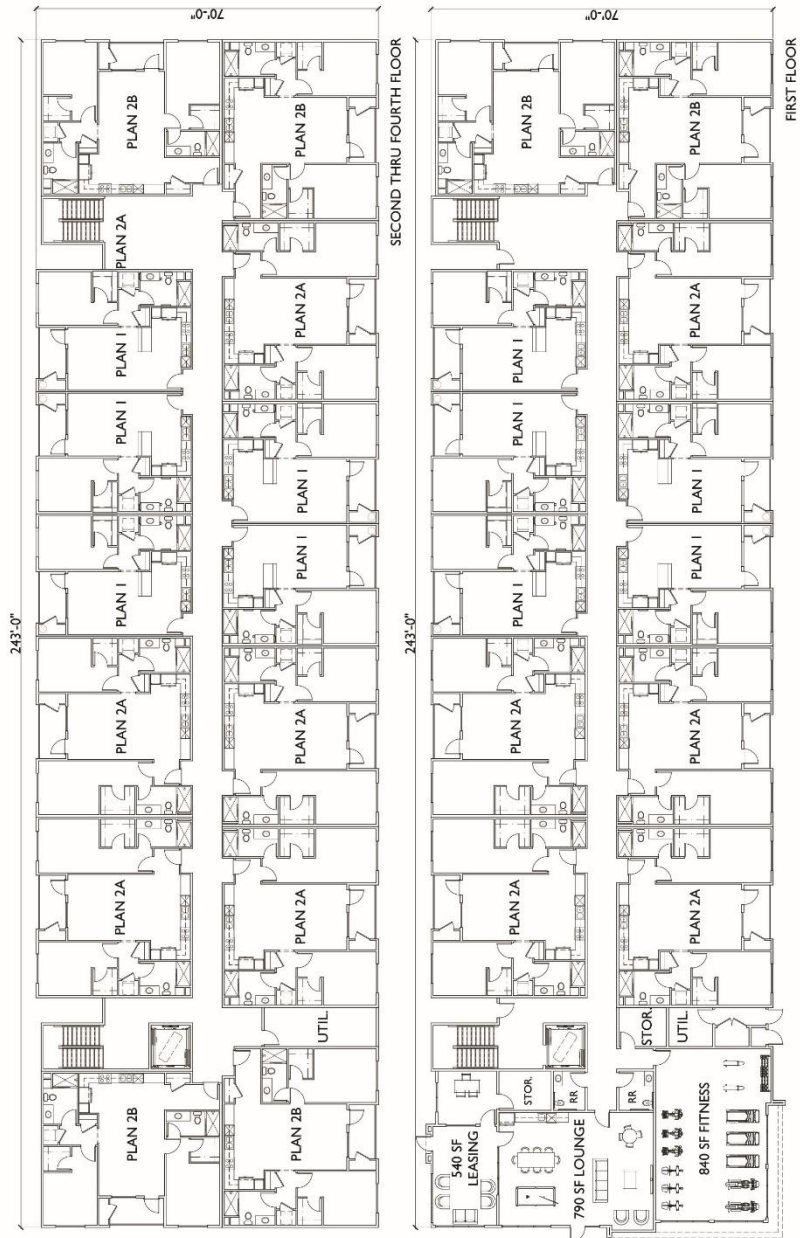 243'-0"
70'-0"
PLAN 2B
PLAN 2A
PLAN 2A
PLAN 1
PLAN 1
PLAN 1
PLAN 2A
PLAN 2B
PLAN 2B
UTIL.
PLAN 2A
PLAN 2A
PLAN 1
PLAN 1
PLAN 2A
PLAN 2B
SECOND THRU FOURTH FLOOR
243'-0"
70'-0"
540 SF
LEASING
STOR.
PLAN 2A
PLAN 2A
PLAN 1
PLAN 1
PLAN 1
PLAN 2B
790 SF LOUNGE
RR
RR
STOR.
UTIL.
840 SF FITNESS
PLAN 2A
PLAN 2A
PLAN 1
PLAN 1
PLAN 2A
PLAN 2B
FIRST FLOOR